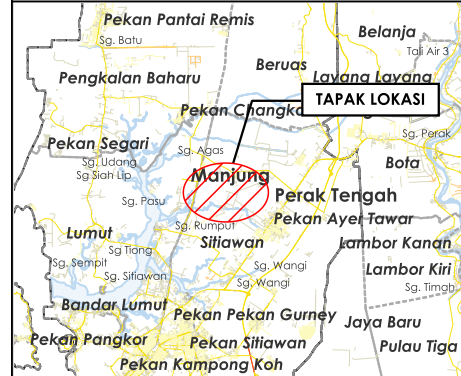 Pekan Pantai Remis
Belanja
Sg. Batu
Tali Air 3
Beruas
Pengkalan Baharu
Layang Layang
TAPAK LOKASI
Pekan Changka
Sg. Perak
Pekan Segari
Sg. Agas
Sg. Udang
Bota
Sg Siah Lip
Manjung
Perak Tengah
Sg. Pasu
Pekan Ayer Tawar
Sg. Rumput
Lumut
Sitiawan
Lambor Kanan
Sg Tiong
Sg. Sempit
Sg. Wangi
Lambor Kiri
Sg. Sitiawan
Sg. Wangi
Sg. Timah
Bandar Lumut
Pekan Pekan Gurney
Jaya Baru
Pekan Pangkor
Pekan Sitiawan
Pulau Tiga
Pekan Kampong Koh